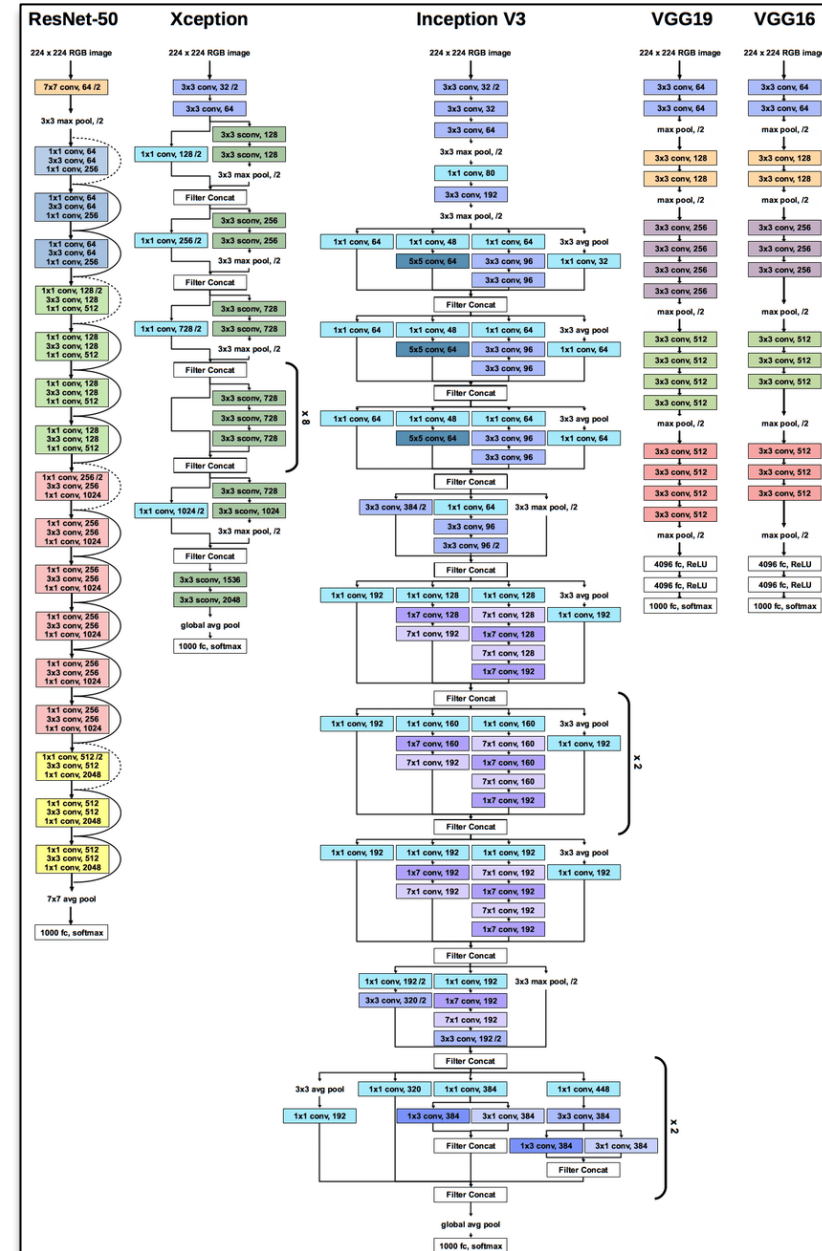 ResNet-50
224 x 224 RGB image
7x7 conv, 64 /2
3x3 max pool, /2
1x1 conv, 64
3x3 conv, 64
1x1 conv, 256
1x1 conv, 64
3x3 conv, 64
1x1 conv, 256
1x1 conv, 64
3x3 conv, 64
1x1 conv, 256
1x1 conv, 128 /2
3x3 conv, 128
1x1 conv, 512
1x1 conv, 128
3x3 conv, 128
1x1 conv, 512
1x1 conv, 128
3x3 conv, 128
1x1 conv, 512
1x1 conv, 128
3x3 conv, 128
1x1 conv, 512
1x1 conv, 256 /2
3x3 conv, 256
1x1 conv, 1024
1x1 conv, 256
3x3 conv, 256
1x1 conv, 1024
1x1 conv, 256
3x3 conv, 256
1x1 conv, 1024
1x1 conv, 256
3x3 conv, 256
1x1 conv, 1024
1x1 conv, 256
3x3 conv, 256
1x1 conv, 1024
1x1 conv, 256
3x3 conv, 256
1x1 conv, 1024
1x1 conv, 512 /2
3x3 conv, 512
1x1 conv, 2048
1x1 conv, 512
3x3 conv, 512
1x1 conv, 2048
1x1 conv, 512
3x3 conv, 512
1x1 conv, 2048
7x7 avg pool
1000 fc, softmax
Xception
224 x 224 RGB image
3x3 conv, 32 /2
3x3 conv, 64
3x3 sconv, 128
1x1 conv, 128 /2
3x3 sconv, 128
3x3 max pool, /2
Filter Concat
3x3 sconv, 256
1x1 conv, 256 /2
3x3 sconv, 256
3x3 max pool, /2
Filter Concat
3x3 sconv, 728
1x1 conv, 728 /2
3x3 sconv, 728
3x3 max pool, /2
Filter Concat
3x3 sconv, 728
3x3 sconv, 728
3x3 sconv, 728
x 8
Filter Concat
3x3 sconv, 728
1x1 conv, 1024 /2
3x3 sconv, 1024
3x3 max pool, /2
Filter Concat
3x3 sconv, 1536
3x3 sconv, 2048
global avg pool
1000 fc, softmax
Inception V3
224 x 224 RGB image
3x3 conv, 32 /2
3x3 conv, 32
3x3 conv, 64
3x3 max pool, /2
1x1 conv, 80
3x3 conv, 192
3x3 max pool, /2
1x1 conv, 64
1x1 conv, 48
1x1 conv, 64
3x3 avg pool
5x5 conv, 64
3x3 conv, 96
1x1 conv, 32
3x3 conv, 96
Filter Concat
1x1 conv, 64
1x1 conv, 48
1x1 conv, 64
3x3 avg pool
5x5 conv, 64
3x3 conv, 96
1x1 conv, 64
3x3 conv, 96
Filter Concat
1x1 conv, 64
1x1 conv, 48
1x1 conv, 64
3x3 avg pool
5x5 conv, 64
3x3 conv, 96
1x1 conv, 64
3x3 conv, 96
Filter Concat
3x3 conv, 384 /2
1x1 conv, 64
3x3 max pool, /2
3x3 conv, 96
3x3 conv, 96 /2
Filter Concat
1x1 conv, 192
1x1 conv, 128
1x1 conv, 128
3x3 avg pool
1x7 conv, 128
7x1 conv, 128
1x1 conv, 192
7x1 conv, 192
1x7 conv, 128
7x1 conv, 128
1x7 conv, 192
Filter Concat
1x1 conv, 192
1x1 conv, 160
1x1 conv, 160
3x3 avg pool
1x7 conv, 160
7x1 conv, 160
1x1 conv, 192
7x1 conv, 192
1x7 conv, 160
7x1 conv, 160
1x7 conv, 192
x 2
Filter Concat
1x1 conv, 192
1x1 conv, 192
1x1 conv, 192
3x3 avg pool
1x7 conv, 192
7x1 conv, 192
1x1 conv, 192
7x1 conv, 192
1x7 conv, 192
7x1 conv, 192
1x7 conv, 192
Filter Concat
1x1 conv, 192 /2
1x1 conv, 192
3x3 max pool, /2
3x3 conv, 320 /2
1x7 conv, 192
7x1 conv, 192
3x3 conv, 192 /2
Filter Concat
3x3 avg pool
1x1 conv, 320
1x1 conv, 384
1x1 conv, 448
1x1 conv, 192
1x3 conv, 384
3x1 conv, 384
3x3 conv, 384
Filter Concat
1x3 conv, 384
3x1 conv, 384
Filter Concat
x 2
Filter Concat
global avg pool
1000 fc, softmax
VGG19
224 x 224 RGB image
3x3 conv, 64
3x3 conv, 64
max pool, /2
3x3 conv, 128
3x3 conv, 128
max pool, /2
3x3 conv, 256
3x3 conv, 256
3x3 conv, 256
3x3 conv, 256
max pool, /2
3x3 conv, 512
3x3 conv, 512
3x3 conv, 512
3x3 conv, 512
max pool, /2
3x3 conv, 512
3x3 conv, 512
3x3 conv, 512
3x3 conv, 512
max pool, /2
4096 fc, ReLU
4096 fc, ReLU
1000 fc, softmax
VGG16
224 x 224 RGB image
3x3 conv, 64
3x3 conv, 64
max pool, /2
3x3 conv, 128
3x3 conv, 128
max pool, /2
3x3 conv, 256
3x3 conv, 256
3x3 conv, 256
max pool, /2
3x3 conv, 512
3x3 conv, 512
3x3 conv, 512
max pool, /2
3x3 conv, 512
3x3 conv, 512
3x3 conv, 512
max pool, /2
4096 fc, ReLU
4096 fc, ReLU
1000 fc, softmax